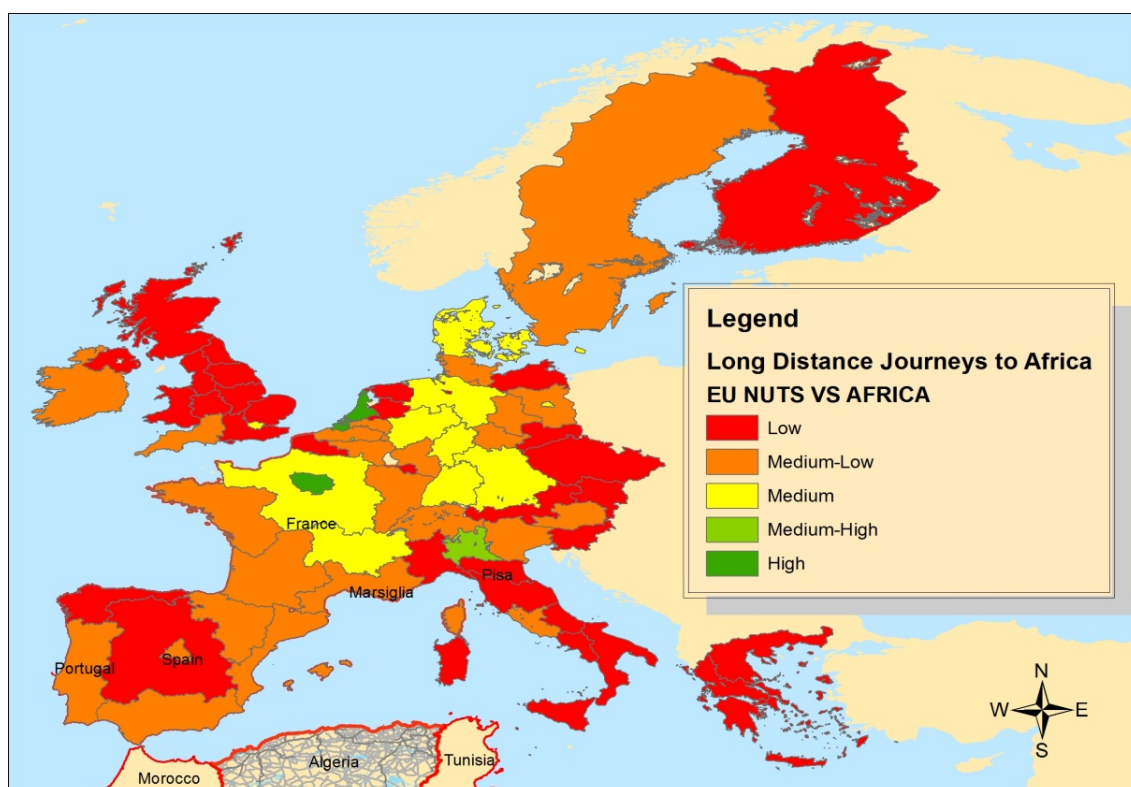 Legend
Long Distance Journeys to Africa
EU NUTS VS AFRICA
Low
Medium-Low
Medium
Medium-High
High
France
Marsiglia
Pisa
Portugal
Spain
N
W E
S
Morocco
Algeria
Tunisia